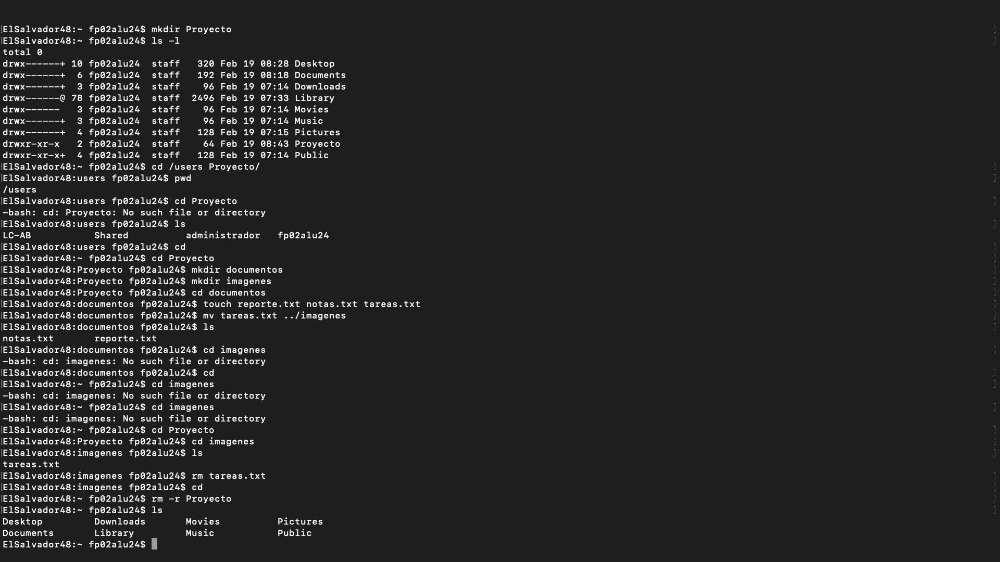 [ElSalvador48:~ fp02alu24$ mkdir Proyecto ]
[ElSalvador48:~ fp02alu24$ ls -l ]
total 0
drwx------+ 10 fp02alu24  staff   320 Feb 19 08:28 Desktop
drwx------+  6 fp02alu24  staff   192 Feb 19 08:18 Documents
drwx------+  3 fp02alu24  staff    96 Feb 19 07:14 Downloads
drwx------@ 78 fp02alu24  staff  2496 Feb 19 07:33 Library
drwx------   3 fp02alu24  staff    96 Feb 19 07:14 Movies
drwx------+  3 fp02alu24  staff    96 Feb 19 07:14 Music
drwx------+  4 fp02alu24  staff   128 Feb 19 07:15 Pictures
drwxr-xr-x   2 fp02alu24  staff    64 Feb 19 08:43 Proyecto
drwxr-xr-x+  4 fp02alu24  staff   128 Feb 19 07:14 Public
[ElSalvador48:~ fp02alu24$ cd /users Proyecto/ ]
[ElSalvador48:users fp02alu24$ pwd ]
/users
[ElSalvador48:users fp02alu24$ cd Proyecto ]
-bash: cd: Proyecto: No such file or directory
[ElSalvador48:users fp02alu24$ ls ]
LC-AB           Shared          administrador   fp02alu24
[ElSalvador48:users fp02alu24$ cd ]
[ElSalvador48:~ fp02alu24$ cd Proyecto ]
[ElSalvador48:Proyecto fp02alu24$ mkdir documentos ]
[ElSalvador48:Proyecto fp02alu24$ mkdir imagenes ]
[ElSalvador48:Proyecto fp02alu24$ cd documentos ]
[ElSalvador48:documentos fp02alu24$ touch reporte.txt notas.txt tareas.txt ]
[ElSalvador48:documentos fp02alu24$ mv tareas.txt ../imagenes ]
[ElSalvador48:documentos fp02alu24$ ls ]
notas.txt       reporte.txt
[ElSalvador48:documentos fp02alu24$ cd imagenes ]
-bash: cd: imagenes: No such file or directory
[ElSalvador48:documentos fp02alu24$ cd ]
[ElSalvador48:~ fp02alu24$ cd imagenes ]
-bash: cd: imagenes: No such file or directory
[ElSalvador48:~ fp02alu24$ cd imagenes ]
-bash: cd: imagenes: No such file or directory
[ElSalvador48:~ fp02alu24$ cd Proyecto ]
[ElSalvador48:Proyecto fp02alu24$ cd imagenes ]
[ElSalvador48:imagenes fp02alu24$ ls ]
tareas.txt
[ElSalvador48:imagenes fp02alu24$ rm tareas.txt ]
[ElSalvador48:imagenes fp02alu24$ cd ]
[ElSalvador48:~ fp02alu24$ rm -r Proyecto ]
[ElSalvador48:~ fp02alu24$ ls ]
Desktop         Downloads       Movies          Pictures
Documents       Library         Music           Public
ElSalvador48:~ fp02alu24$